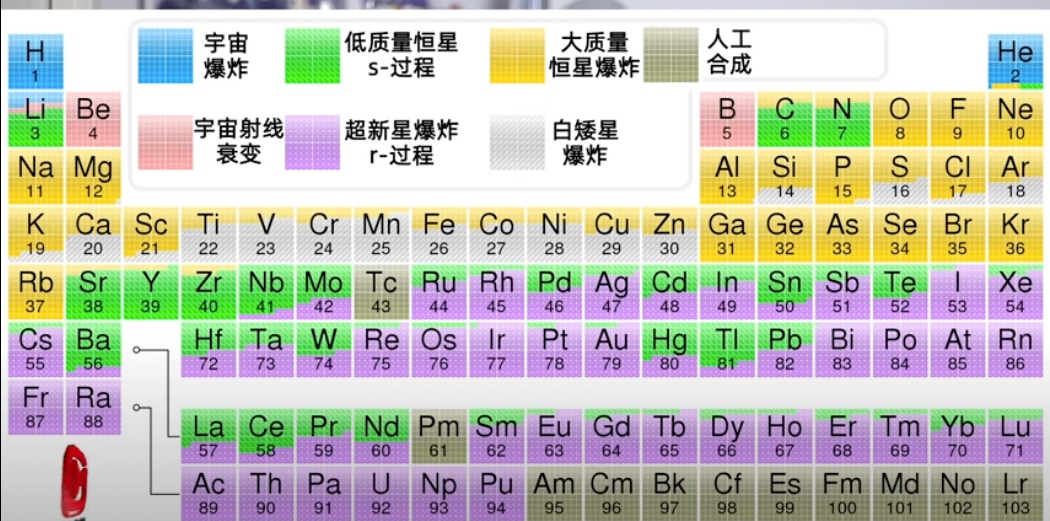 H
宇宙
爆炸
低质量恒星
s-过程
大质量
恒星爆炸
人工
合成
He
1
2
宇宙射线
衰变
超新星爆炸
r-过程
白矮星
爆炸
Li Be B C N O F Ne
3 4 5 6 7 8 9 10
Na Mg Al Si P S Cl Ar
11 12 13 14 15 16 17 18
K Ca Sc Ti V Cr Mn Fe Co Ni Cu Zn Ga Ge As Se Br Kr
19 20 21 22 23 24 25 26 27 28 29 30 31 32 33 34 35 36
Rb Sr Y Zr Nb Mo Tc Ru Rh Pd Ag Cd In Sn Sb Te I Xe
37 38 39 40 41 42 43 44 45 46 47 48 49 50 51 52 53 54
Cs Ba Hf Ta W Re Os Ir Pt Au Hg Tl Pb Bi Po At Rn
55 56 72 73 74 75 76 77 78 79 80 81 82 83 84 85 86
Fr Ra
87 88
La Ce Pr Nd Pm Sm Eu Gd Tb Dy Ho Er Tm Yb Lu
57 58 59 60 61 62 63 64 65 66 67 68 69 70 71
Ac Th Pa U Np Pu Am Cm Bk Cf Es Fm Md No Lr
89 90 91 92 93 94 95 96 97 98 99 100 101 102 103